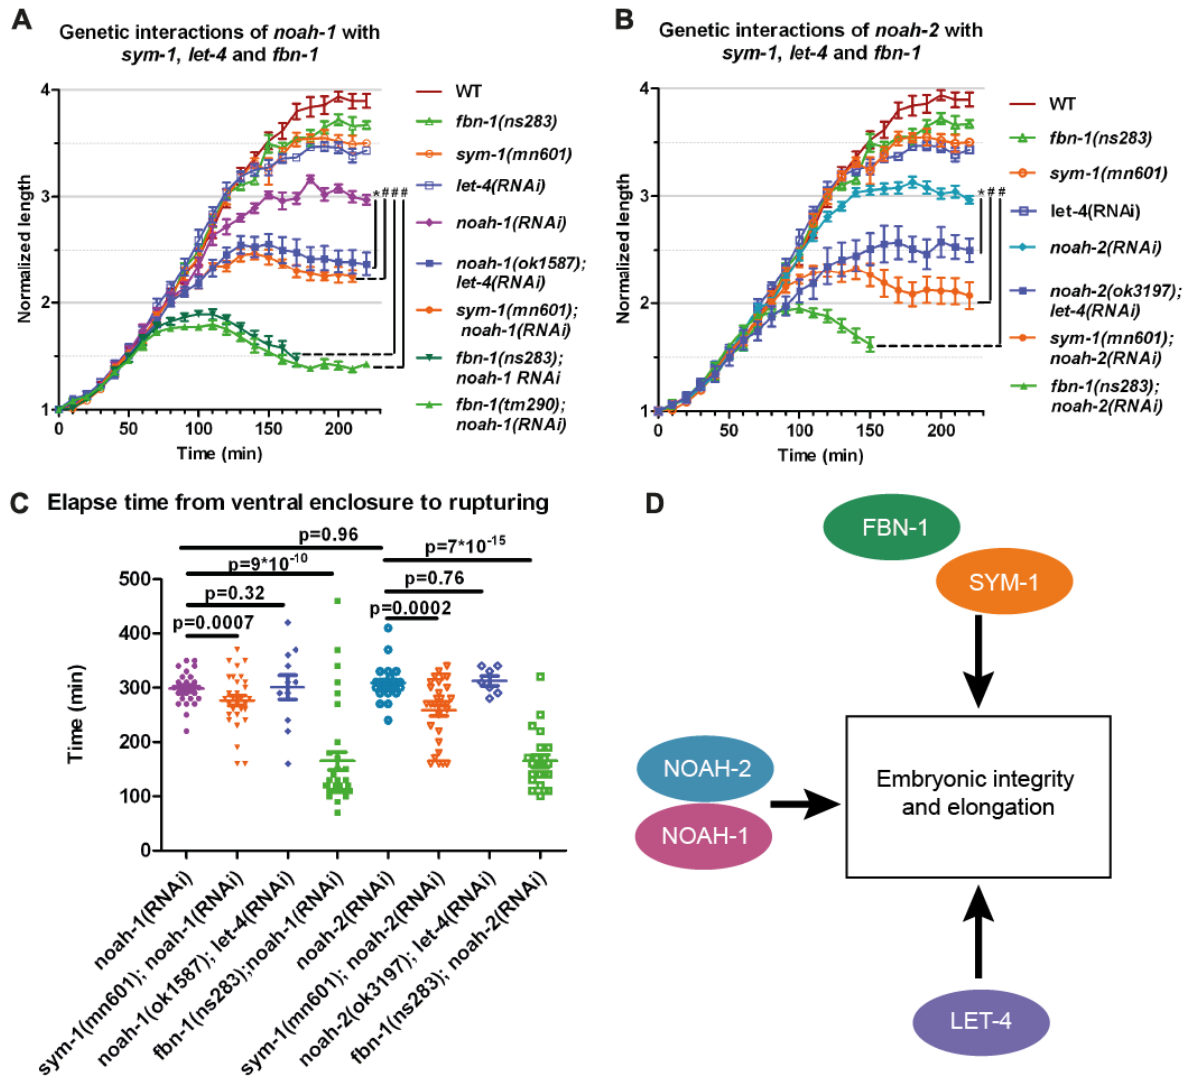 A
Genetic interactions of noah-1 with
sym-1, let-4 and fbn-1
Normalized length
4
3
2
1
0
50
100
150
200
Time (min)
*###
WT
fbn-1(ns283)
sym-1(mn601)
let-4(RNAi)
noah-1(RNAi)
noah-1(ok1587);
let-4(RNAi)
sym-1(mn601);
noah-1(RNAi)
fbn-1(ns283);
noah-1 RNAi
fbn-1(tm290);
noah-1(RNAi)
B
Genetic interactions of noah-2 with
sym-1, let-4 and fbn-1
Normalized length
4
3
2
1
0
50
100
150
200
Time (min)
*##
WT
fbn-1(ns283)
sym-1(mn601)
let-4(RNAi)
noah-2(RNAi)
noah-2(ok3197);
let-4(RNAi)
sym-1(mn601);
noah-2(RNAi)
fbn-1(ns283);
noah-2(RNAi)
C Elapse time from ventral enclosure to rupturing
p=0.96
p=9*10-10
p=7*10-15
p=0.32
p=0.76
p=0.0007
p=0.0002
Time (min)
500
400
300
200
100
0
noah-1(RNAi)
sym-1(mn601); noah-1(RNAi)
noah-1(ok1587); let-4(RNAi)
fbn-1(ns283);noah-1(RNAi)
noah-2(RNAi)
sym-1(mn601); noah-2(RNAi)
noah-2(ok3197); let-4(RNAi)
fbn-1(ns283); noah-2(RNAi)
D
FBN-1
SYM-1
NOAH-2
NOAH-1
Embryonic integrity
and elongation
LET-4